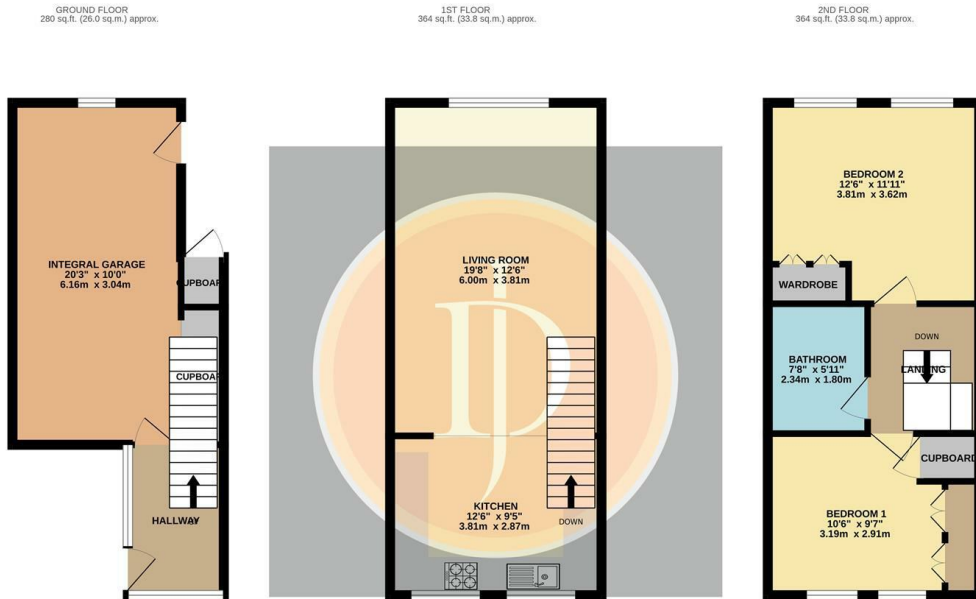 GROUND FLOOR
280 sq.ft. (26.0 sq.m.) approx.
1ST FLOOR
364 sq.ft. (33.8 sq.m.) approx.
2ND FLOOR
364 sq.ft. (33.8 sq.m.) approx.
INTEGRAL GARAGE
20'3" x 10'0"
6.16m x 3.04m
CUPBOAR
CUPBOAR
HALLWAY
LIVING ROOM
19'8" x 12'6"
6.00m x 3.81m
KITCHEN
12'6" x 9'5"
3.81m x 2.87m
DOWN
BEDROOM 2
12'6" x 11'11"
3.81m x 3.62m
WARDROBE
BATHROOM
7'8" x 5'11"
2.34m x 1.80m
DOWN
LANDING
CUPBOARD
BEDROOM 1
10'6" x 9'7"
3.19m x 2.91m